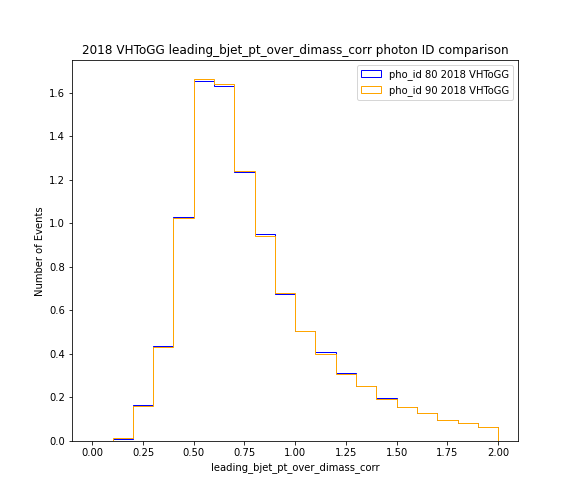 2018 VHToGG leading_bjet_pt_over_dimass_corr photon ID comparison
pho_id 80 2018 VHToGG
pho_id 90 2018 VHToGG
Number of Events
1.6
1.4
1.2
1.0
0.8
0.6
0.4
0.2
0.0
0.00 0.25 0.50 0.75 1.00 1.25 1.50 1.75 2.00
leading_bjet_pt_over_dimass_corr